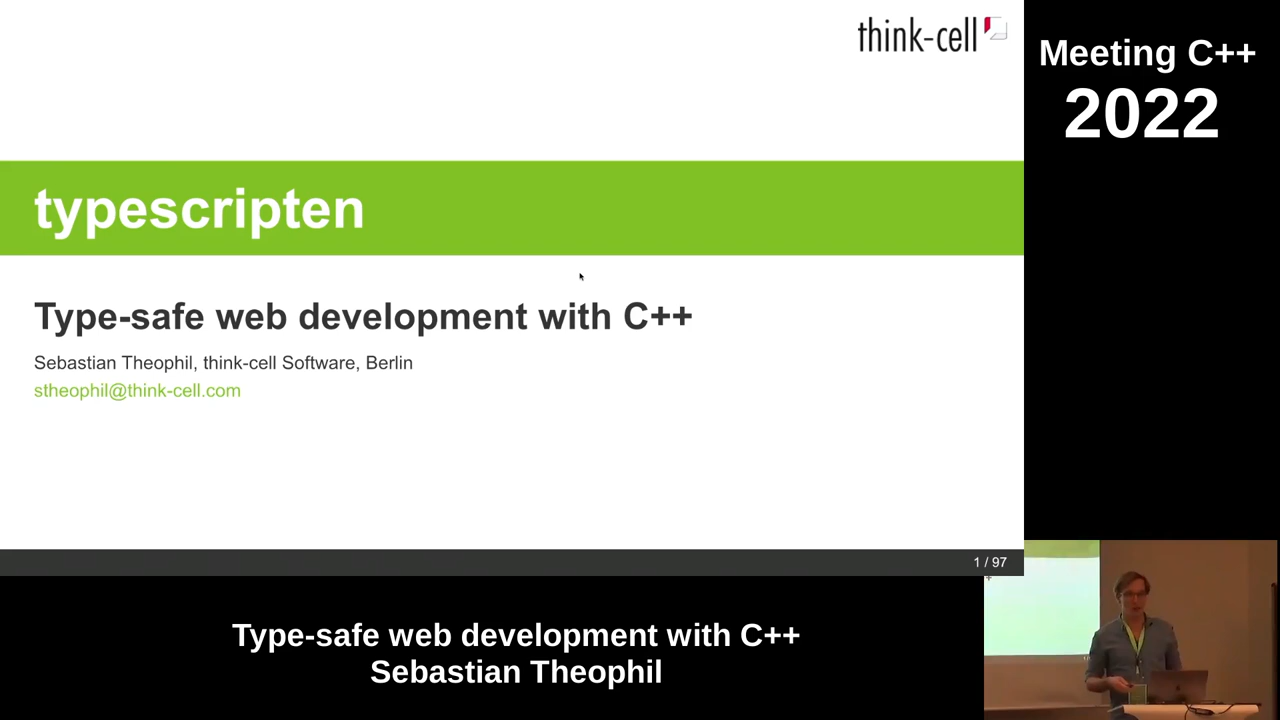 think-cell
Meeting C++
2022
typescripten
Type-safe web development with C++
Sebastian Theophil, think-cell Software, Berlin
stheophil@think-cell.com
1 / 97
Type-safe web development with C++
Sebastian Theophil